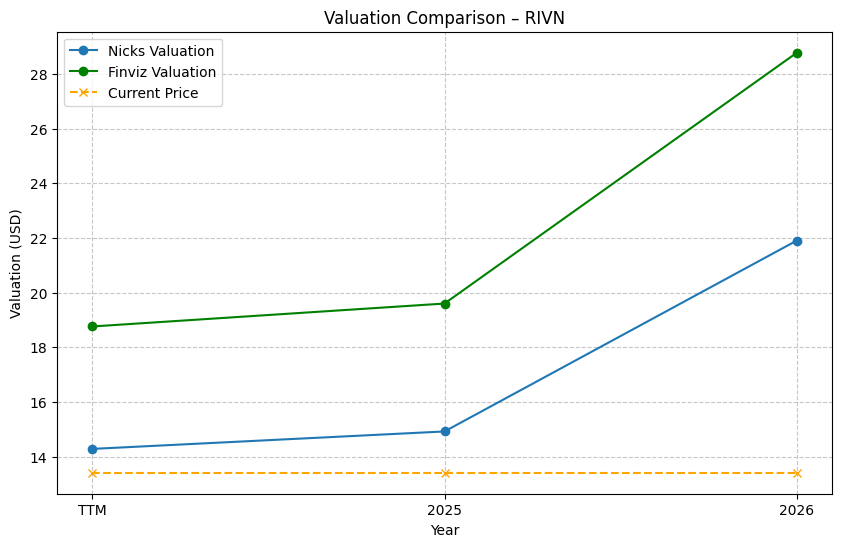 Valuation Comparison – RIVN
Nicks Valuation
Finviz Valuation
Current Price
Valuation (USD)
28
26
24
22
20
18
16
14
TTM
2025
2026
Year